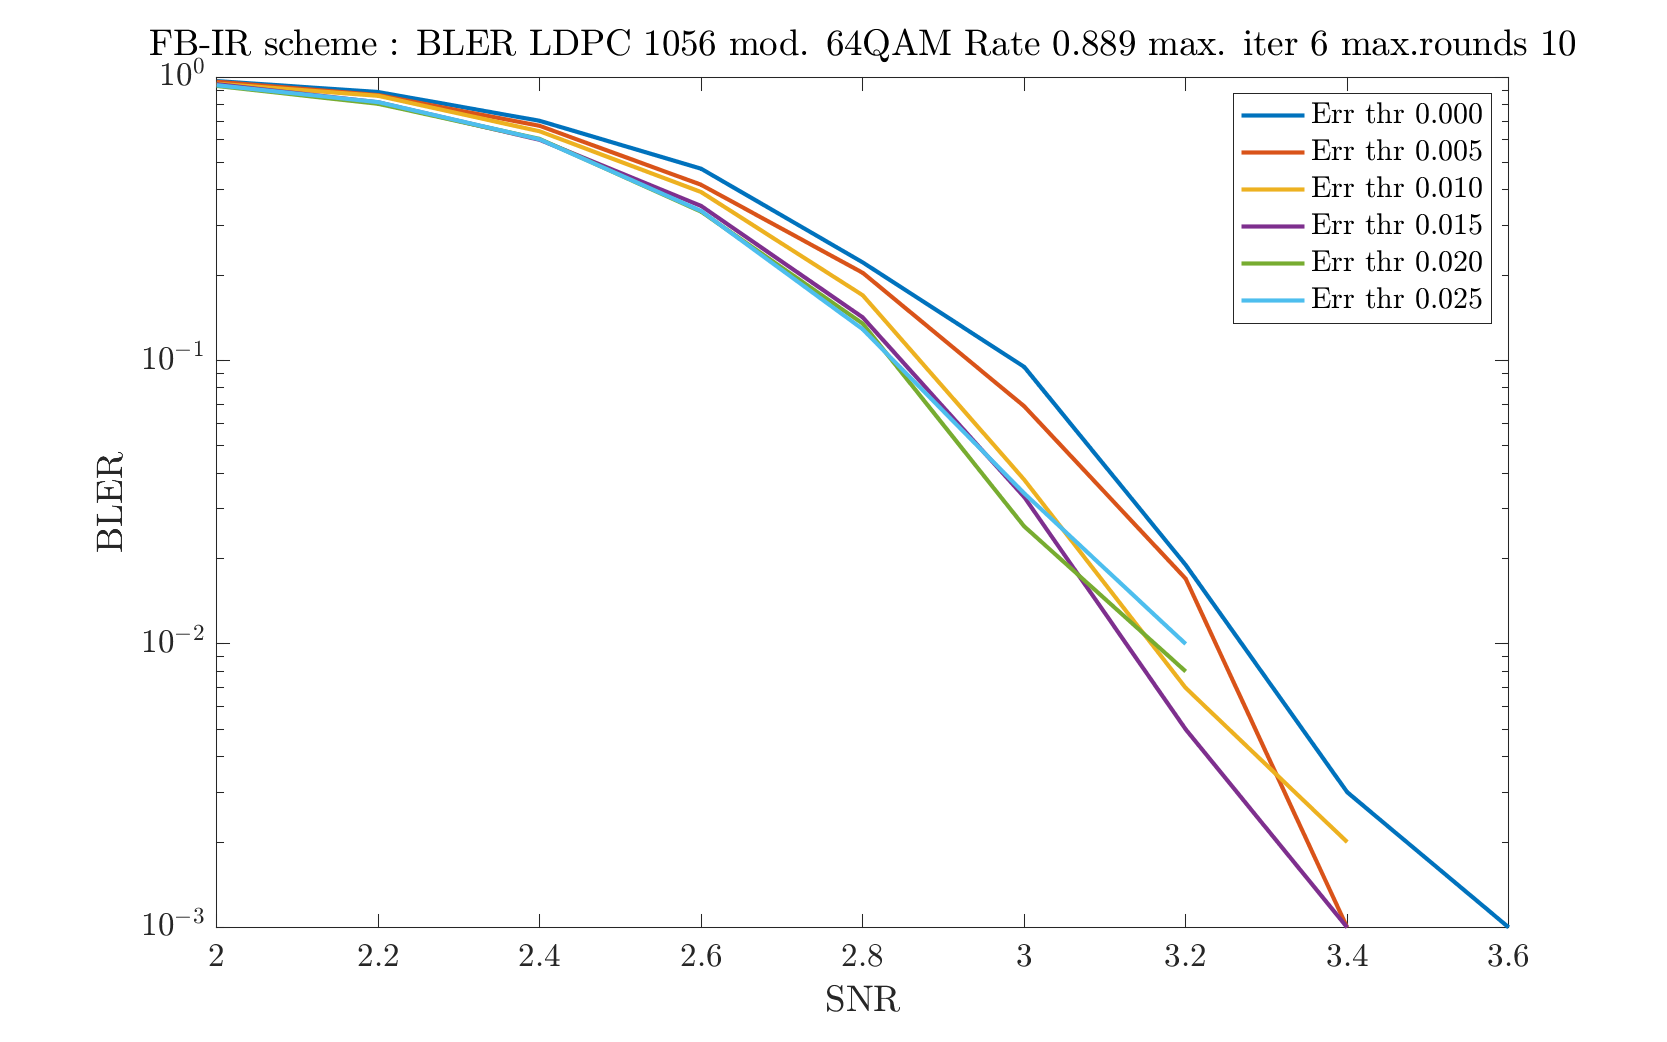 FB-IR scheme : BLER LDPC 1056 mod. 64QAM Rate 0.889 max. iter 6 max.rounds 10
10^0
10^-1
10^-2
10^-3
BLER
Err thr 0.000
Err thr 0.005
Err thr 0.010
Err thr 0.015
Err thr 0.020
Err thr 0.025
2 2.2 2.4 2.6 2.8 3 3.2 3.4 3.6
SNR